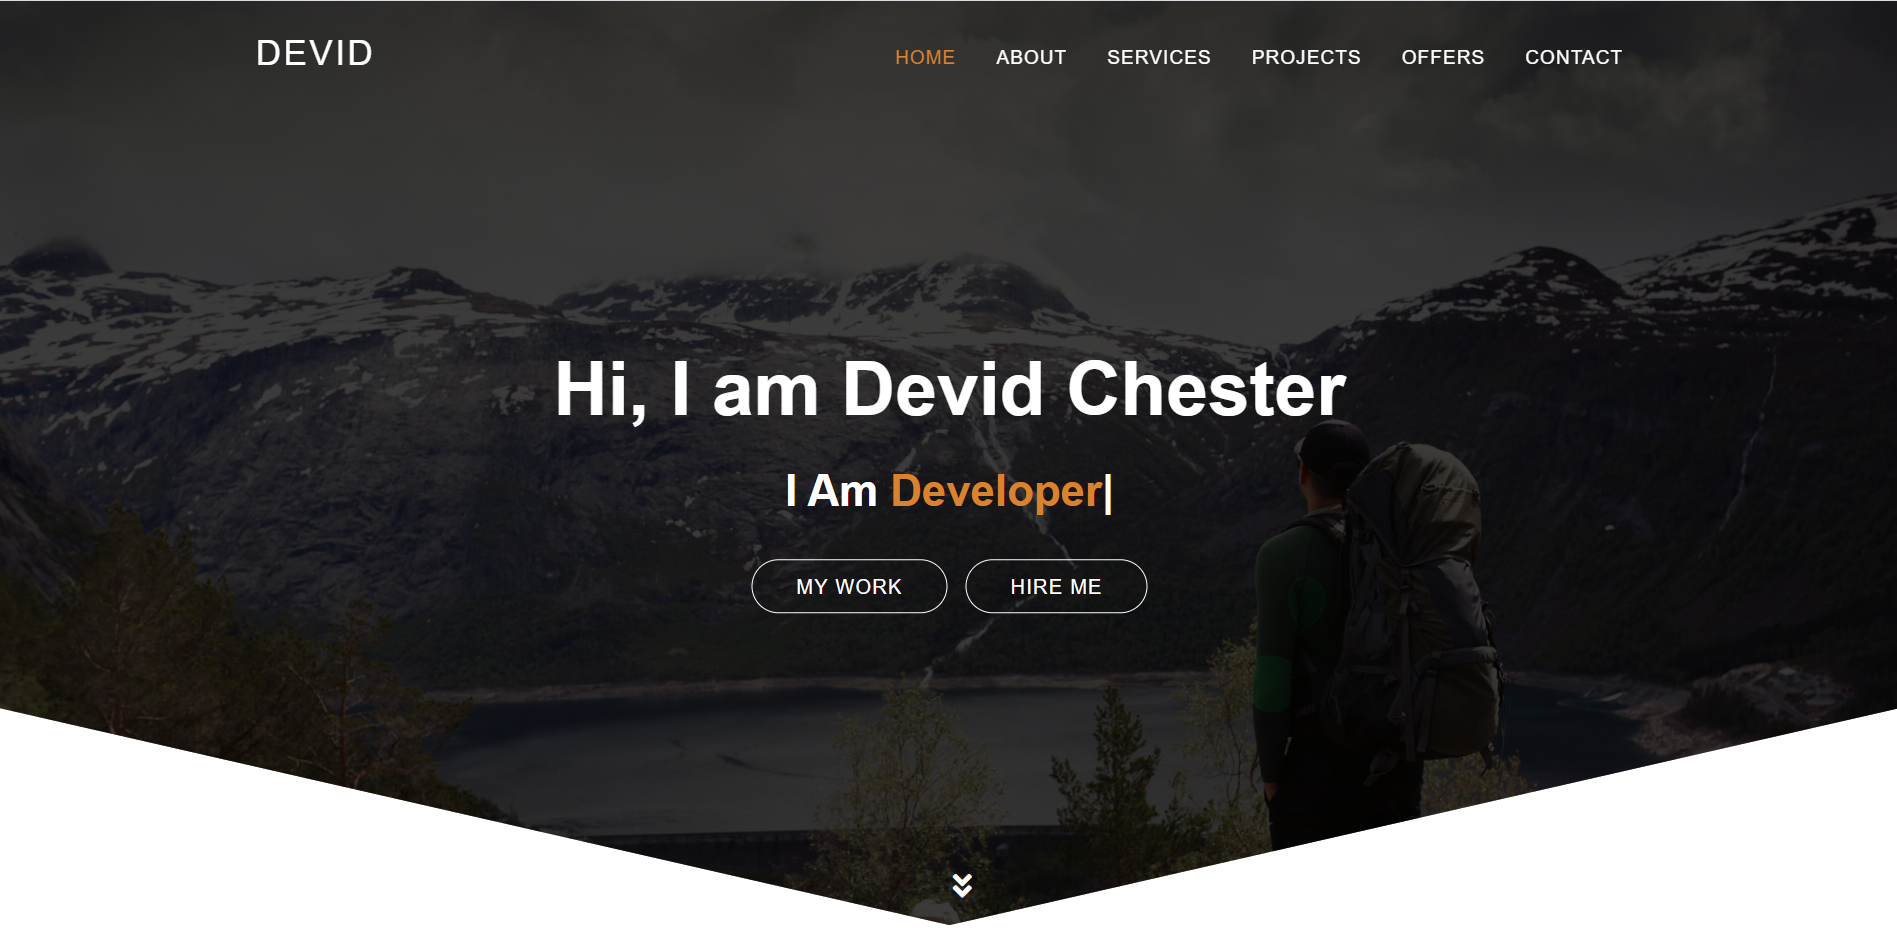 DEVID
HOME ABOUT SERVICES PROJECTS OFFERS CONTACT
Hi, I am Devid Chester
I Am Developer|
MY WORK HIRE ME